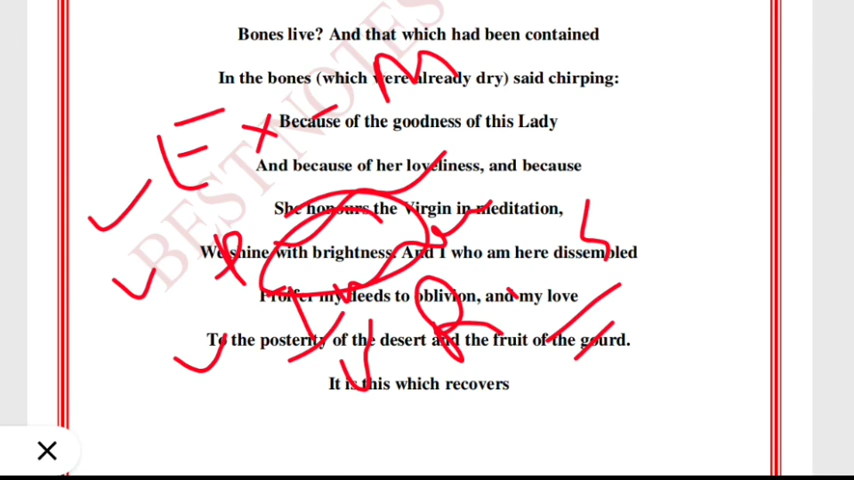 Bones live? And that which had been contained
In the bones (which were already dry) said chirping:
Because of the goodness of this Lady
And because of her loveliness, and because
She honours the Virgin in meditation,
We shine with brightness. And I who am here dissembled
Proffer my deeds to oblivion, and my love
To the posterity of the desert and the fruit of the gourd.
It is this which recovers
BEST NOTES